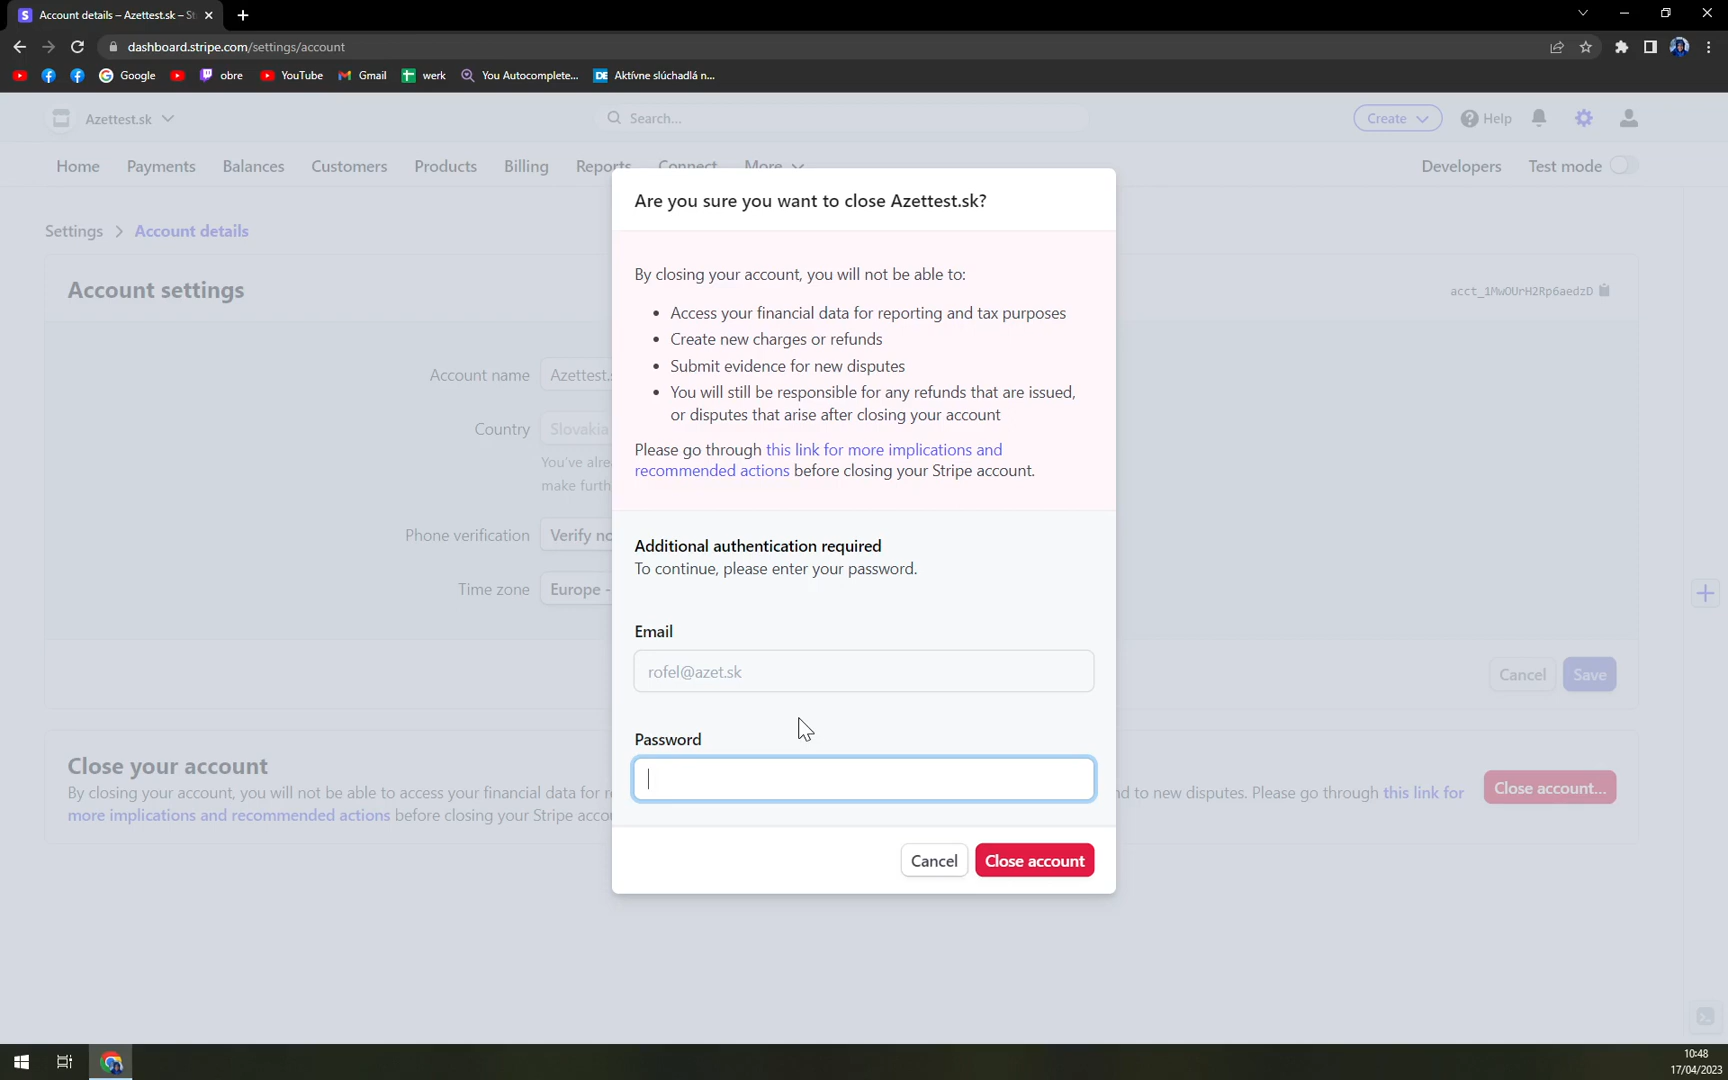 Account details – Azettest.sk – St
dashboard.stripe.com/settings/account
Google
obre
YouTube
Gmail
werk
You Autocomplete...
DE
Aktívne slúchadlá n...
Azettest.sk
Search...
Create
Help
Home
Payments
Balances
Customers
Products
Billing
Reports
Connect
More
Developers
Test mode
Settings > Account details
Account settings
acct_1MwOUrH2Rp6aedzD
Account name
Azettest.
Country
Slovakia
You've alre
make furth
Phone verification
Verify no
Time zone
Europe -
Cancel
Save
Close your account
By closing your account, you will not be able to access your financial data for r
nd to new disputes. Please go through this link for
more implications and recommended actions before closing your Stripe acco
Close account...
Are you sure you want to close Azettest.sk?
By closing your account, you will not be able to:
• Access your financial data for reporting and tax purposes
• Create new charges or refunds
• Submit evidence for new disputes
• You will still be responsible for any refunds that are issued,
or disputes that arise after closing your account
Please go through this link for more implications and
recommended actions before closing your Stripe account.
Additional authentication required
To continue, please enter your password.
Email
rofel@azet.sk
Password
Cancel
Close account
10:48
17/04/2023